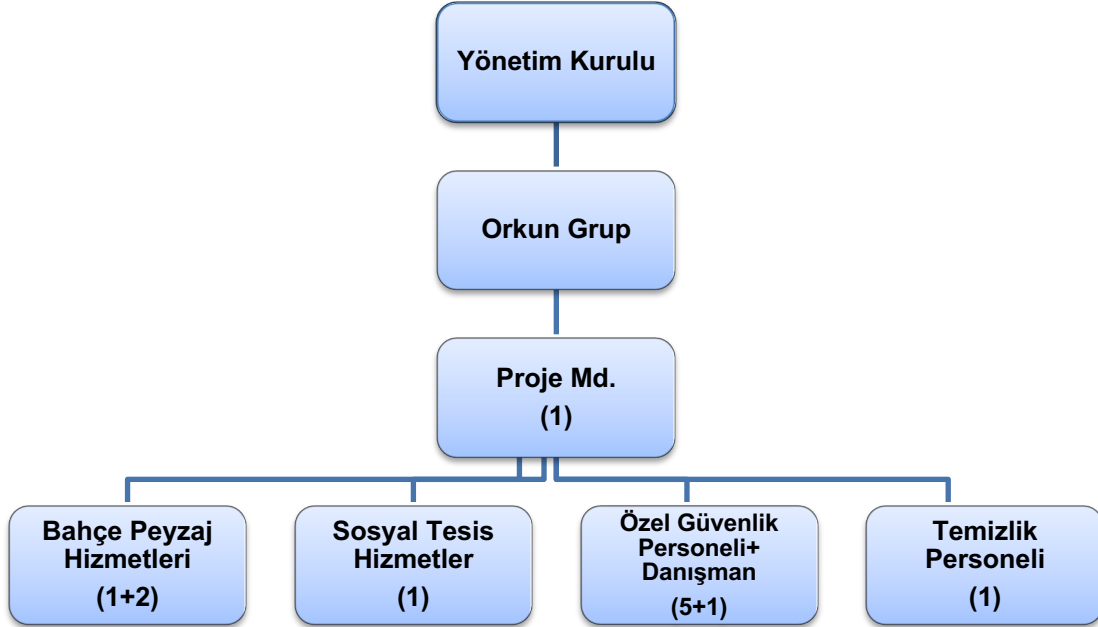 Yönetim Kurulu
Orkun Grup
Proje Md.
(1)
Bahçe Peyzaj
Hizmetleri
(1+2)
Sosyal Tesis
Hizmetler
(1)
Özel Güvenlik
Personeli+
Danışman
(5+1)
Temizlik
Personeli
(1)